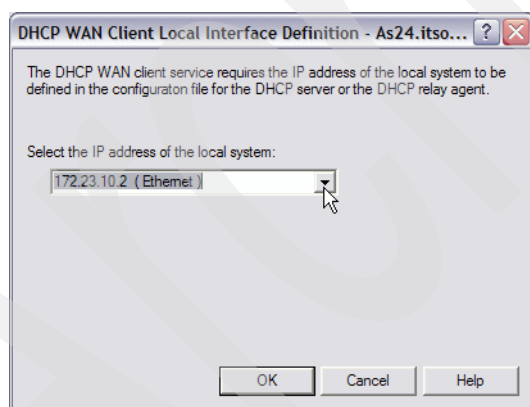 DHCP WAN Client Local Interface Definition - As24.itso...
The DHCP WAN client service requires the IP address of the local system to be
defined in the configuraton file for the DHCP server or the DHCP relay agent.
Select the IP address of the local system:
172.23.10.2 ( Ethernet )
OK Cancel Help